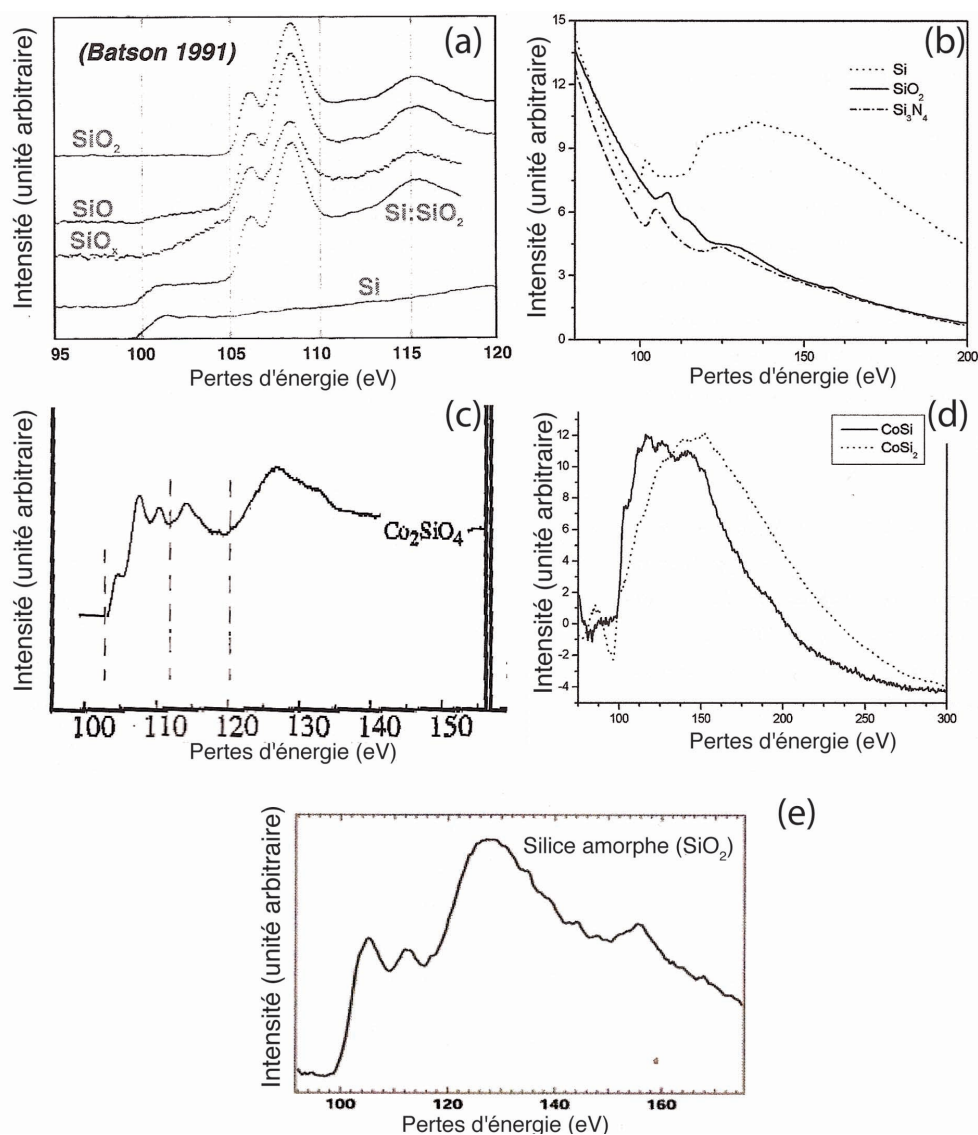 (a)
(Batson 1991)
SiO2
SiO
SiOx
Si:SiO2
Si
Intensité (unité arbitraire)
95 100 105 110 115 120
Pertes d'énergie (eV)
(b)
Si
SiO2
Si3N4
Intensité (unité arbitraire)
15
12
9
6
3
0
100 150 200
Pertes d'énergie (eV)
(c)
Co2SiO4
Intensité (unité arbitraire)
100 110 120 130 140 150
Pertes d'énergie (eV)
(d)
CoSi
CoSi2
Intensité (unité arbitraire)
12
10
8
6
4
2
0
-2
-4
100 150 200 250 300
Pertes d'énergie (eV)
(e)
Silice amorphe (SiO2)
Intensité (unité arbitraire)
100 120 140 160
Pertes d'énergie (eV)